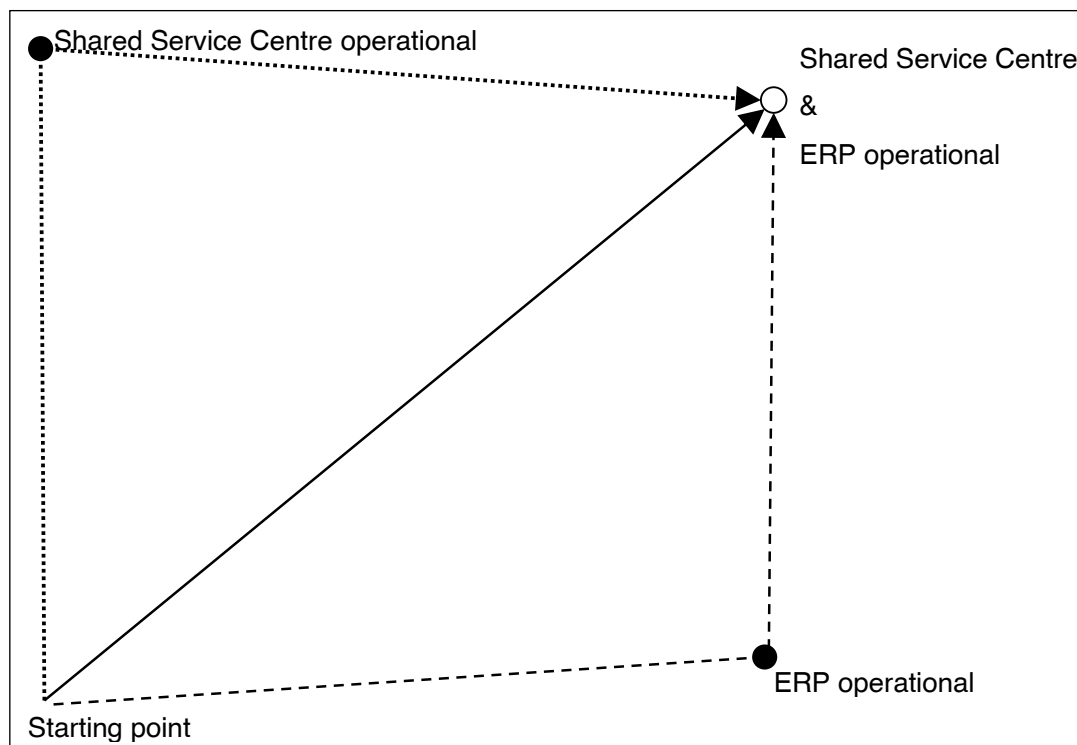 Shared Service Centre operational
Shared Service Centre
&
ERP operational
ERP operational
Starting point